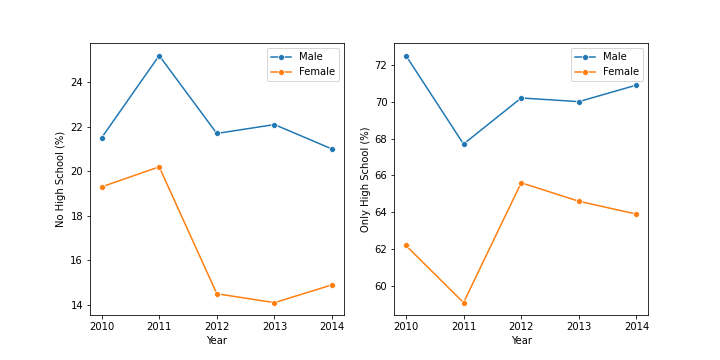 Male
Female
24
22
20
18
16
14
No High School (%)
2010 2011 2012 2013 2014
Year
Male
Female
72
70
68
66
64
62
60
Only High School (%)
2010 2011 2012 2013 2014
Year